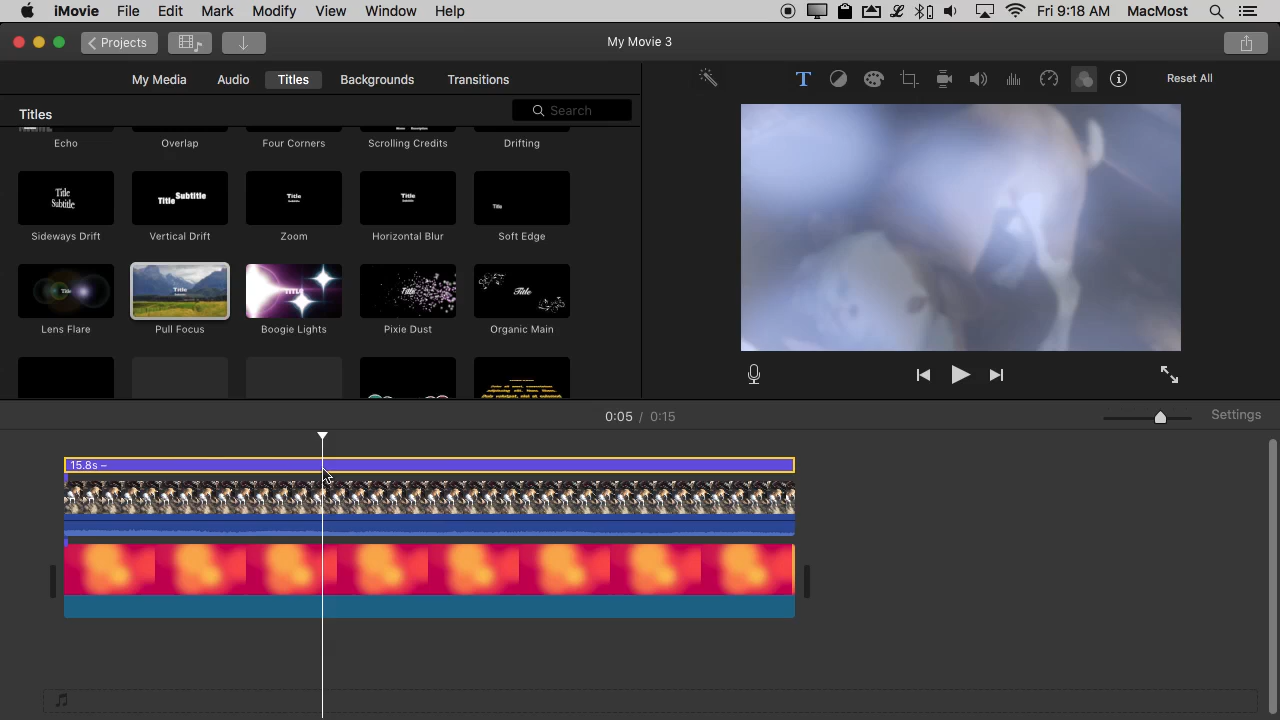 iMovie File Edit Mark Modify View Window Help Fri 9:18 AM MacMost
Projects My Movie 3
My Media Audio Titles Backgrounds Transitions Reset All
Titles Search
Echo Overlap Four Corners Scrolling Credits Drifting
Title
Subtitle
Title Subtitle
Title
Title
Title
Sideways Drift Vertical Drift Zoom Horizontal Blur Soft Edge
Title
Title
TITLE
Title
Title
Lens Flare Pull Focus Boogie Lights Pixie Dust Organic Main
0:05 / 0:15 Settings
15.8s –